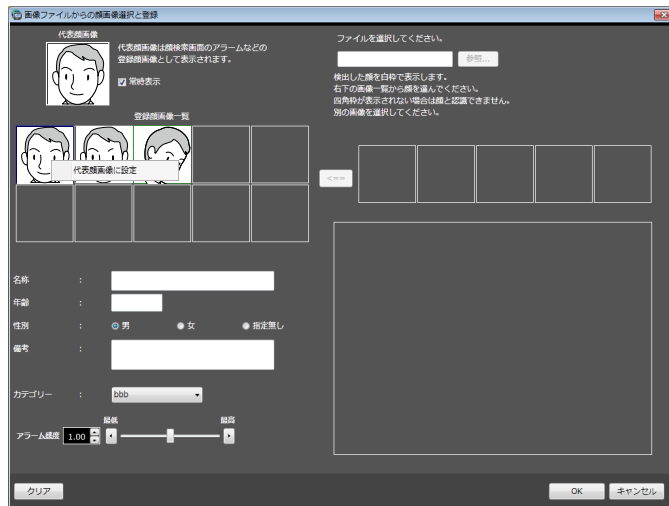 画像ファイルからの顔画像選択と登録
代表顔画像
代表顔画像は顔検索画面のアラームなどの
登録顔画像として表示されます。
常時表示
登録顔画像一覧
代表顔画像に設定
名称 :
年齢 :
性別 : 男 女 指定無し
備考 :
カテゴリー : bbb
最低 最高
アラーム感度 1.00
クリア
ファイルを選択してください。
参照...
検出した顔を白枠で表示します。
右下の画像一覧から顔を選んでください。
四角枠が表示されない場合は顔と認識できません。
別の画像を選択してください。
<==
OK キャンセル